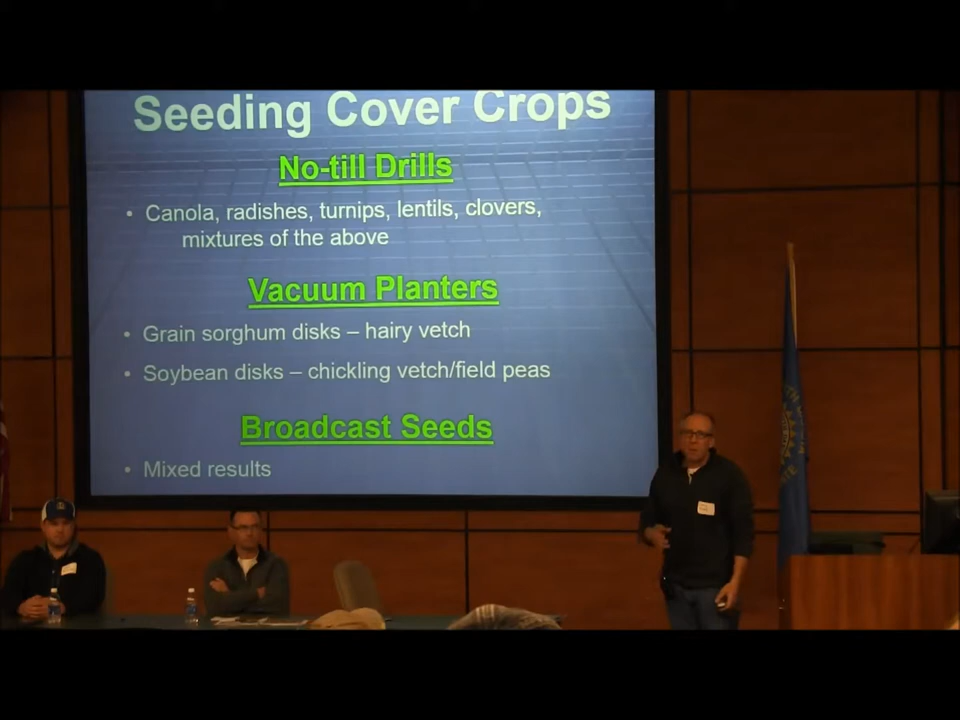 Seeding Cover Crops
No-till Drills
• Canola, radishes, turnips, lentils, clovers,
mixtures of the above
Vacuum Planters
• Grain sorghum disks – hairy vetch
• Soybean disks – chickling vetch/field peas
Broadcast Seeds
• Mixed results